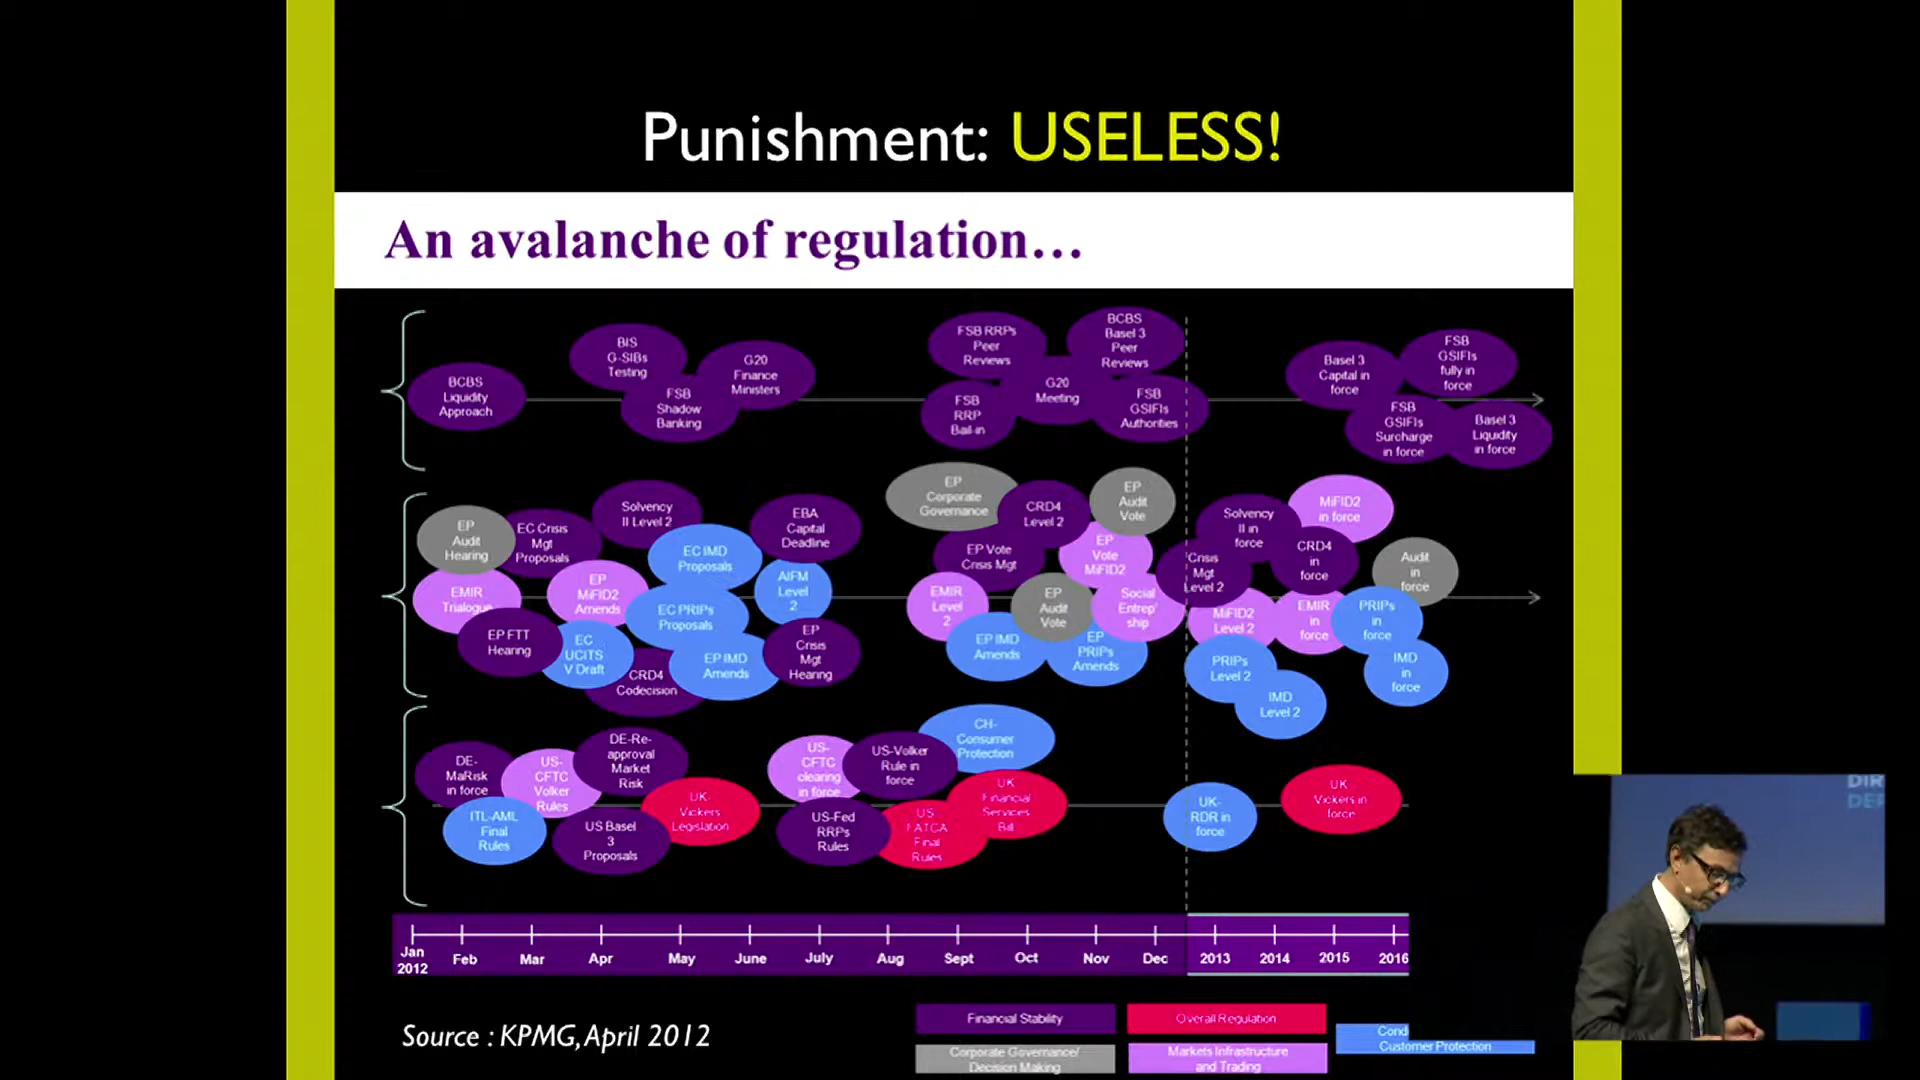 Punishment: USELESS!
An avalanche of regulation...
BCBS
Liquidity
Approach
BIS
G-SIBs
Testing
FSB
Shadow
Banking
G20
Finance
Ministers
FSB RRPs
Peer
Reviews
FSB
RRP
Bail-in
G20
Meeting
BCBS
Basel 3
Peer
Reviews
FSB
GSIFIs
Authorities
Basel 3
Capital in
force
FSB
GSIFIs
fully in
force
FSB
GSIFIs
Surcharge
in force
Basel 3
Liquidity
in force
EP
Audit
Hearing
EC Crisis
Mgt
Proposals
Solvency
II Level 2
EC IMD
Proposals
EBA
Capital
Deadline
EMIR
Trialogue
EP
MiFID2
Amends
EC PRIPs
Proposals
AIFM
Level
2
EP FTT
Hearing
EC
UCITS
V Draft
CRD4
Codecision
EP IMD
Amends
EP
Crisis
Mgt
Hearing
EP
Corporate
Governance
CRD4
Level 2
EP
Audit
Vote
EP Vote
Crisis Mgt
EP
Vote
MiFID2
EMIR
Level
2
EP
Audit
Vote
Social
Entrep'
ship
EP IMD
Amends
EP
PRIPs
Amends
Crisis
Mgt
Level 2
Solvency
II in
force
MiFID2
in force
CRD4
in
force
Audit
in
force
MiFID2
Level 2
EMIR
in
force
PRIPs
in
force
PRIPs
Level 2
IMD
in
force
IMD
Level 2
DE-
MaRisk
in force
US-
CFTC
Volker
Rules
DE-Re-
approval
Market
Risk
ITL-AML
Final
Rules
US Basel
3
Proposals
UK-
Vickers
Legislation
US-
CFTC
clearing
in force
US-Volker
Rule in
force
CH-
Consumer
Protection
US-Fed
RRPs
Rules
US
FATCA
Final
Rules
UK
Financial
Services
Bill
UK-
RDR in
force
UK
Vickers in
force
Jan
2012
Feb
Mar
Apr
May
June
July
Aug
Sept
Oct
Nov
Dec
2013
2014
2015
2016
Source : KPMG, April 2012
Financial Stability
Overall Regulation
Corporate Governance/
Decision Making
Markets Infrastructure
and Trading
Cond
Customer Protection
DIR
DEF